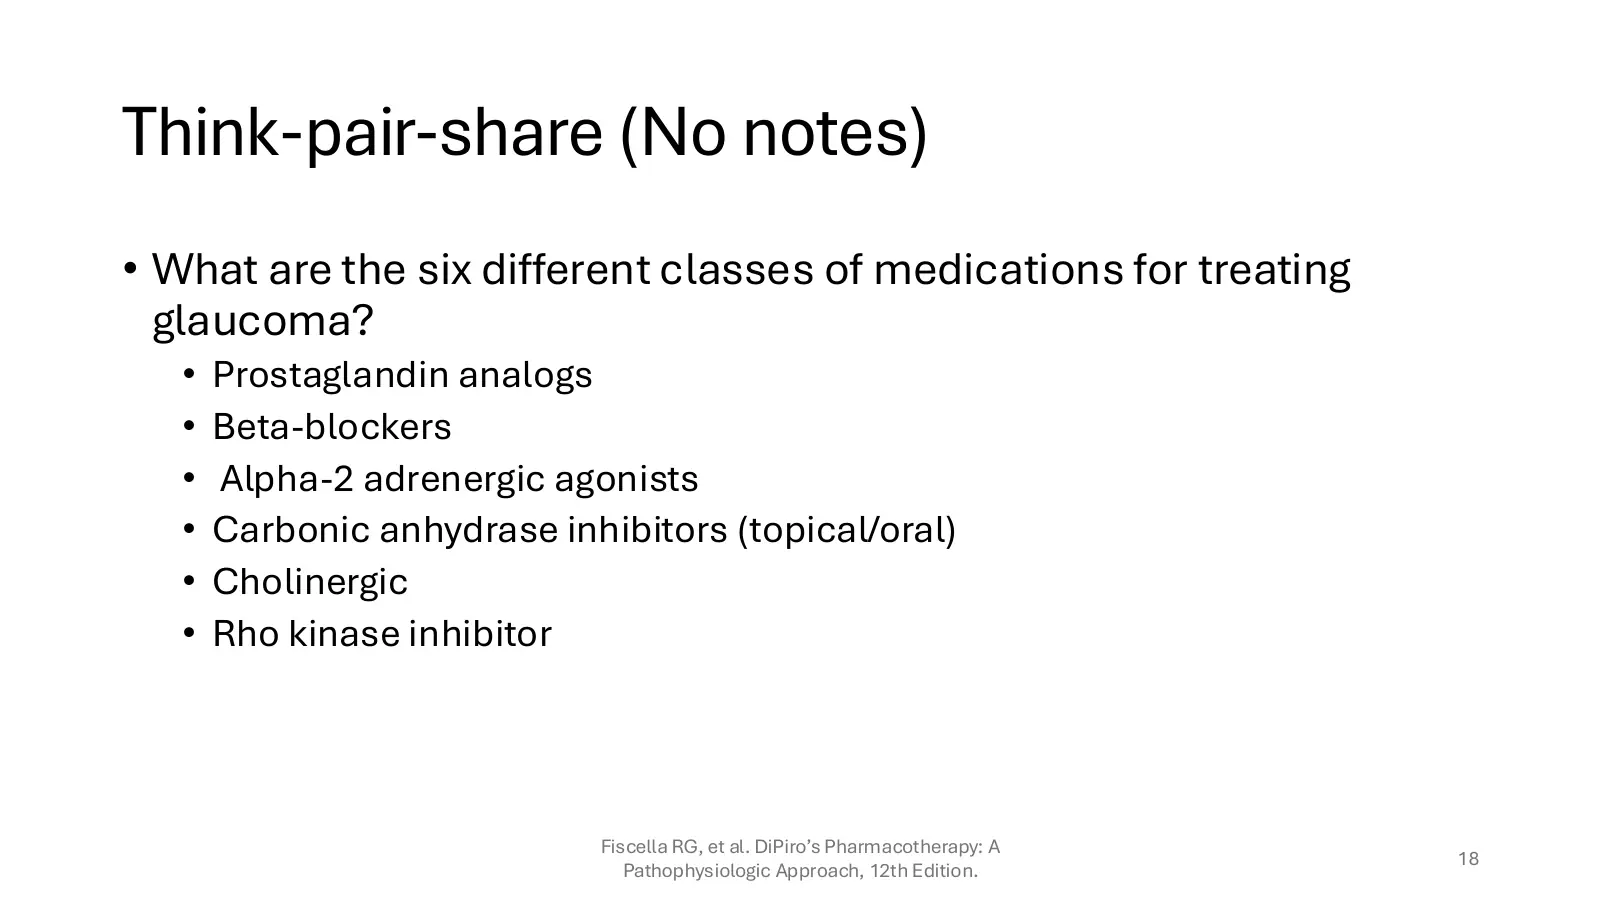 Think-pair-share (No notes)
• What are the six different classes of medications for treating
glaucoma?
• Prostaglandin analogs
• Beta-blockers
• Alpha-2 adrenergic agonists
• Carbonic anhydrase inhibitors (topical/oral)
• Cholinergic
• Rho kinase inhibitor
Fiscella RG, et al. DiPiro’s Pharmacotherapy: A
Pathophysiologic Approach, 12th Edition.
18